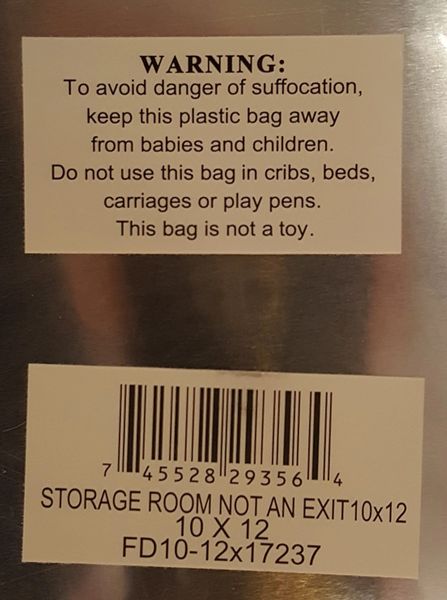 WARNING:
To avoid danger of suffocation,
keep this plastic bag away
from babies and children.
Do not use this bag in cribs, beds,
carriages or play pens.
This bag is not a toy.
7 45528 29356 4
STORAGE ROOM NOT AN EXIT10x12
10 X 12
FD10-12x17237